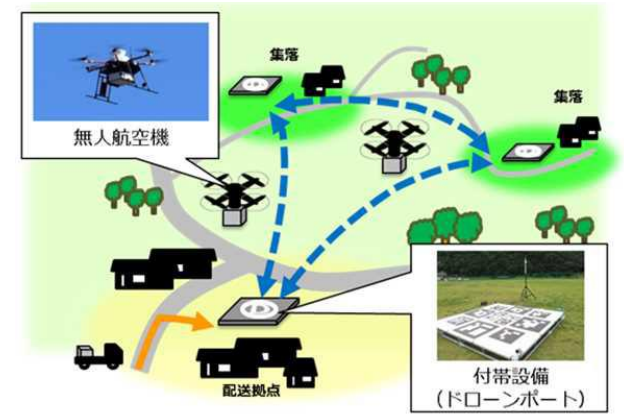 集落
無人航空機
集落
配送拠点
付帯設備
（ドローンポート）